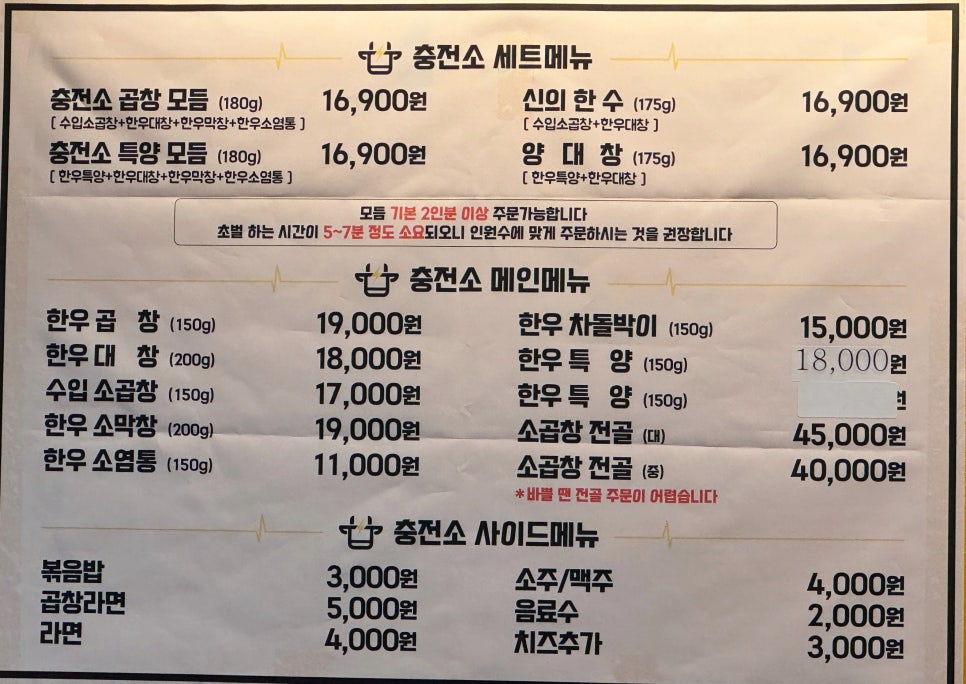 충전소 세트메뉴
충전소 곱창 모듬 (180g) 16,900원
[ 수입소곱창+한우대창+한우막창+한우소염통 ]
충전소 특양 모듬 (180g) 16,900원
[ 한우특양+한우대창+한우막창+한우소염통 ]
신의 한 수 (175g) 16,900원
[ 수입소곱창+한우대창 ]
양 대 창 (175g) 16,900원
[ 한우특양+한우대창 ]
모듬 기본 2인분 이상 주문가능합니다
초벌 하는 시간이 5~7분 정도 소요되오니 인원수에 맞게 주문하시는 것을 권장합니다
충전소 메인메뉴
한우 곱 창 (150g) 19,000원
한우 대 창 (200g) 18,000원
수입 소곱창 (150g) 17,000원
한우 소막창 (200g) 19,000원
한우 소염통 (150g) 11,000원
한우 차돌박이 (150g) 15,000원
한우 특 양 (150g) 18,000원
한우 특 양 (150g)
소곱창 전골 (대) 45,000원
소곱창 전골 (중) 40,000원
*바쁠 땐 전골 주문이 어렵습니다
충전소 사이드메뉴
볶음밥 3,000원
곱창라면 5,000원
라면 4,000원
소주/맥주 4,000원
음료수 2,000원
치즈추가 3,000원